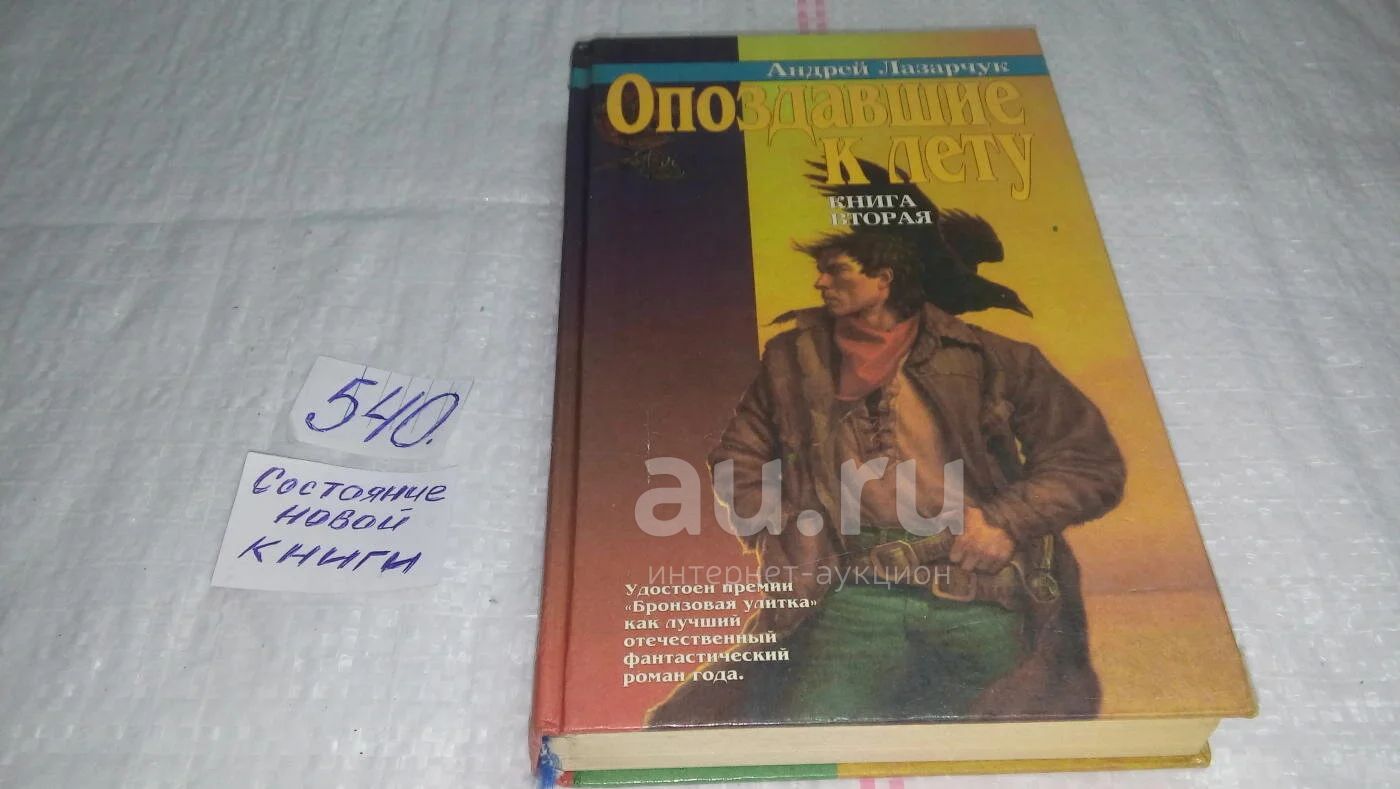 Андрей Лазарчук
Опоздавшие
к лету
КНИГА
ВТОРАЯ
540.
Состояние
новой
книги
au.ru
интернет-аукцион
Удостоен премии
«Бронзовая улитка»
как лучший
отечественный
фантастический
роман года.